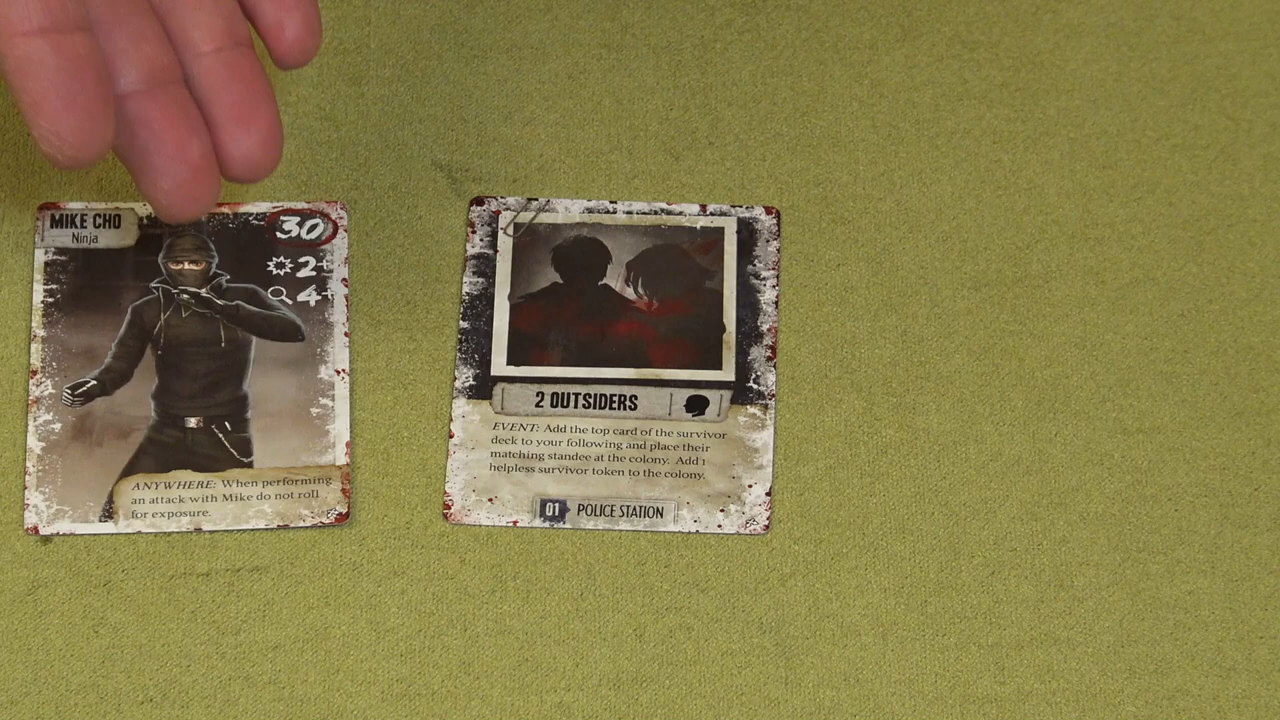 MIKE CHO
Ninja
30
2+
4+
ANYWHERE: When performing
an attack with Mike do not roll
for exposure.
2 OUTSIDERS
EVENT: Add the top card of the survivor
deck to your following and place their
matching standee at the colony. Add 1
helpless survivor token to the colony.
01 POLICE STATION